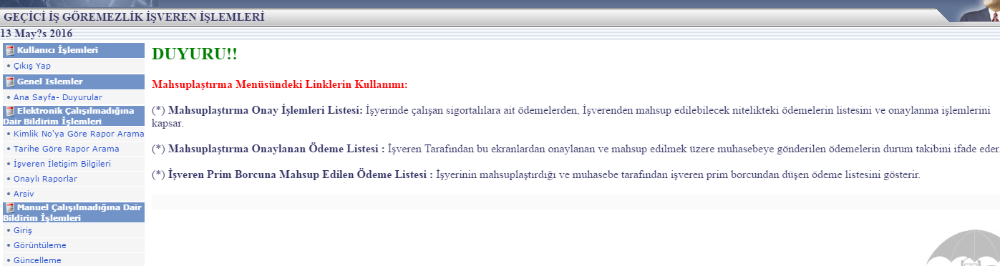 GEÇİCİ İŞ GÖREMEZLİK İŞVEREN İŞLEMLERİ
13 May?s 2016
Kullanıcı İşlemleri
• Çıkış Yap
Genel Islemler
• Ana Sayfa- Duyurular
Elektronik Çalışılmadığına
Dair Bildirim İşlemleri
• Kimlik No'ya Göre Rapor Arama
• Tarihe Göre Rapor Arama
• İşveren İletişim Bilgileri
• Onaylı Raporlar
• Arsiv
Manuel Çalışılmadığına Dair
Bildirim İşlemleri
• Giriş
• Görüntüleme
• Güncelleme
DUYURU!!
Mahsuplaştırma Menüsündeki Linklerin Kullanımı:
(*) Mahsuplaştırma Onay İşlemleri Listesi: İşyerinde çalışan sigortalılara ait ödemelerden, İşverenden mahsup edilebilecek nitelikteki ödemelerin listesini ve onaylanma işlemlerini
kapsar.
(*) Mahsuplaştırma Onaylanan Ödeme Listesi : İşveren Tarafından bu ekranlardan onaylanan ve mahsup edilmek üzere muhasebeye gönderilen ödemelerin durum takibini ifade eder.
(*) İşveren Prim Borcuna Mahsup Edilen Ödeme Listesi : İşyerinin mahsuplaştırdığı ve muhasebe tarafından işveren prim borcundan düşen ödeme listesini gösterir.